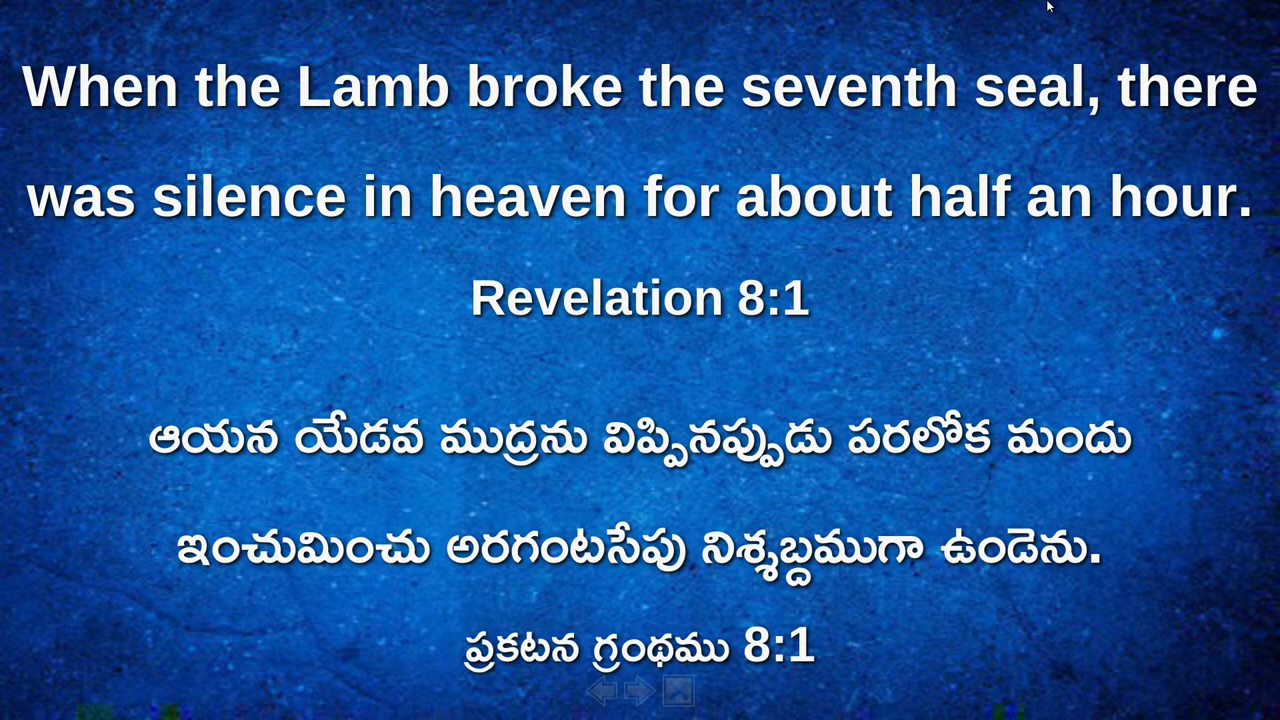 When the Lamb broke the seventh seal, there
was silence in heaven for about half an hour.
Revelation 8:1
ఆయన యేడవ ముద్రను విప్పినప్పుడు పరలోక మందు
ఇంచుమించు అరగంటసేపు నిశ్శబ్దముగా ఉండెను.
ప్రకటన గ్రంథము 8:1